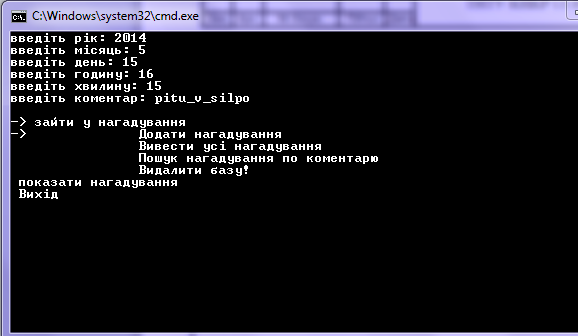 C:\Windows\system32\cmd.exe
введіть рік: 2014
введіть місяць: 5
введіть день: 15
введіть годину: 16
введіть хвилину: 15
введіть коментар: pitu_v_silpo
-> зайти у нагадування
->
Додати нагадування
Вивести усі нагадування
Пошук нагадування по коментарю
Видалити базу!
показати нагадування
Вихід